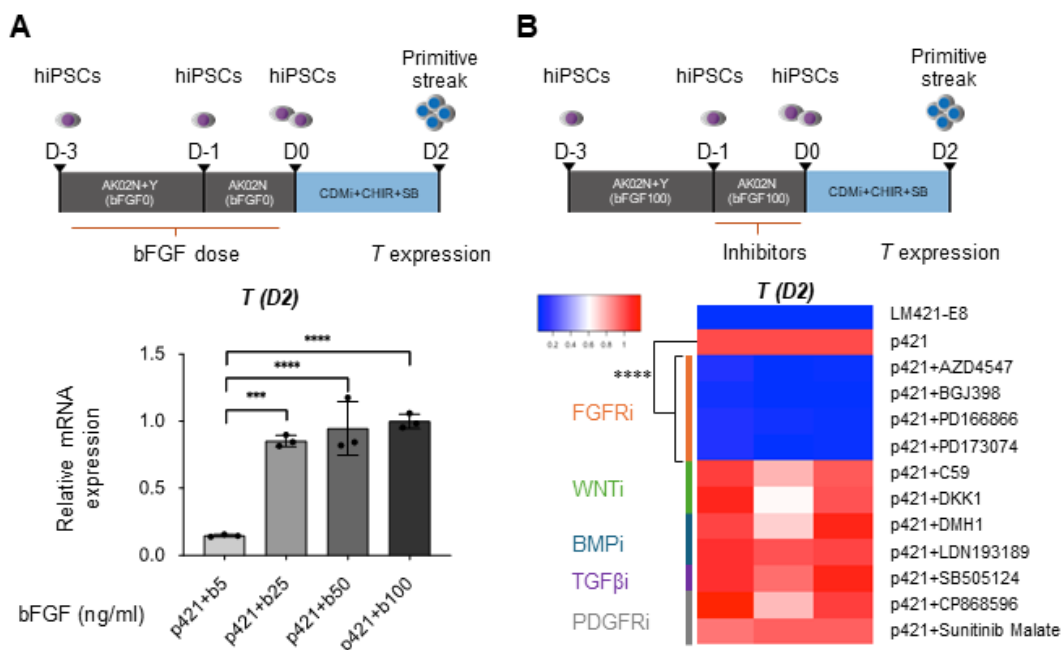 A
hiPSCs
hiPSCs
hiPSCs
Primitive
streak
D-3
D-1
D0
D2
AK02N+Y
(bFGF0)
AK02N
(bFGF0)
CDMi+CHIR+SB
bFGF dose
T expression
T (D2)
Relative mRNA
expression
1.5
1.0
0.5
0.0
****
****
***
bFGF (ng/ml)
p421+b5
p421+b25
p421+b50
p421+b100
B
hiPSCs
hiPSCs
hiPSCs
Primitive
streak
D-3
D-1
D0
D2
AK02N+Y
(bFGF100)
AK02N
(bFGF100)
CDMi+CHIR+SB
Inhibitors
T expression
T (D2)
0.2 0.4 0.6 0.8 1
****
FGFRi
WNTi
BMPi
TGFβi
PDGFRi
LM421-E8
p421
p421+AZD4547
p421+BGJ398
p421+PD166866
p421+PD173074
p421+C59
p421+DKK1
p421+DMH1
p421+LDN193189
p421+SB505124
p421+CP868596
p421+Sunitinib Malate